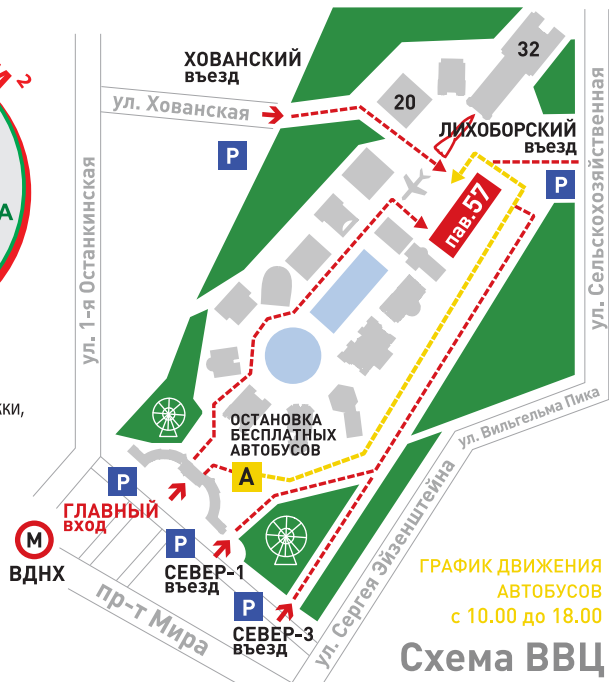 ХОВАНСКИЙ
въезд
32
ул. Хованская
20
ЛИХОБОРСКИЙ
въезд
P
P
пав.57
ул. 1-я Останкинская
ул. Сельскохозяйственная
2
А
жки,
ОСТАНОВКА
БЕСПЛАТНЫХ
АВТОБУСОВ
А
ул. Вильгельма Пика
P
ГЛАВНЫЙ
вход
М
ВДНХ
P
СЕВЕР-1
въезд
P
СЕВЕР-3
въезд
пр-т Мира
ул. Сергея Эйзенштейна
ГРАФИК ДВИЖЕНИЯ
АВТОБУСОВ
с 10.00 до 18.00
Схема ВВЦ